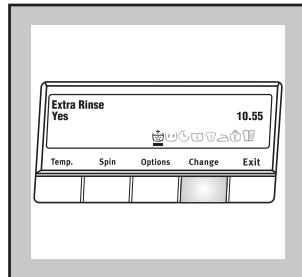 Extra Rinse
Yes 10.55
Temp. Spin Options Change Exit